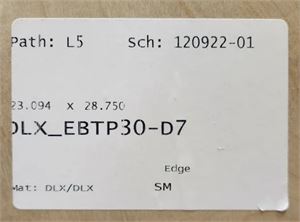 Path: L5 Sch: 120922-01
23.094 x 28.750
DLX_EBTP30-D7
Edge
Mat: DLX/DLX SM